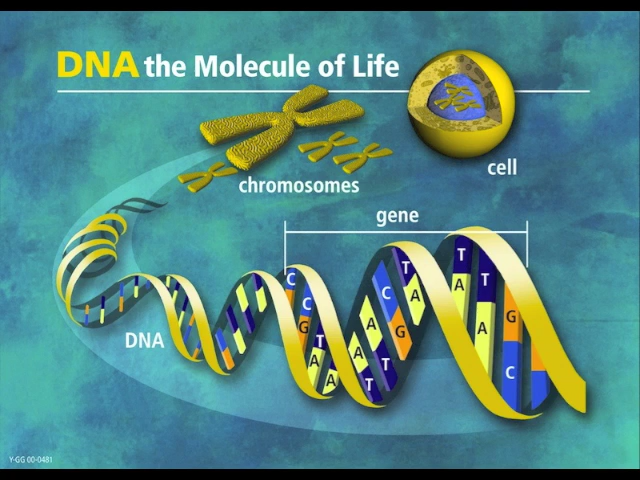 DNA the Molecule of Life
cell
chromosomes
gene
DNA
C
C
G
T
A
A
A
A
T
T
C
G
T
A
T
A
T
A
G
C
Y-GG 00-0481